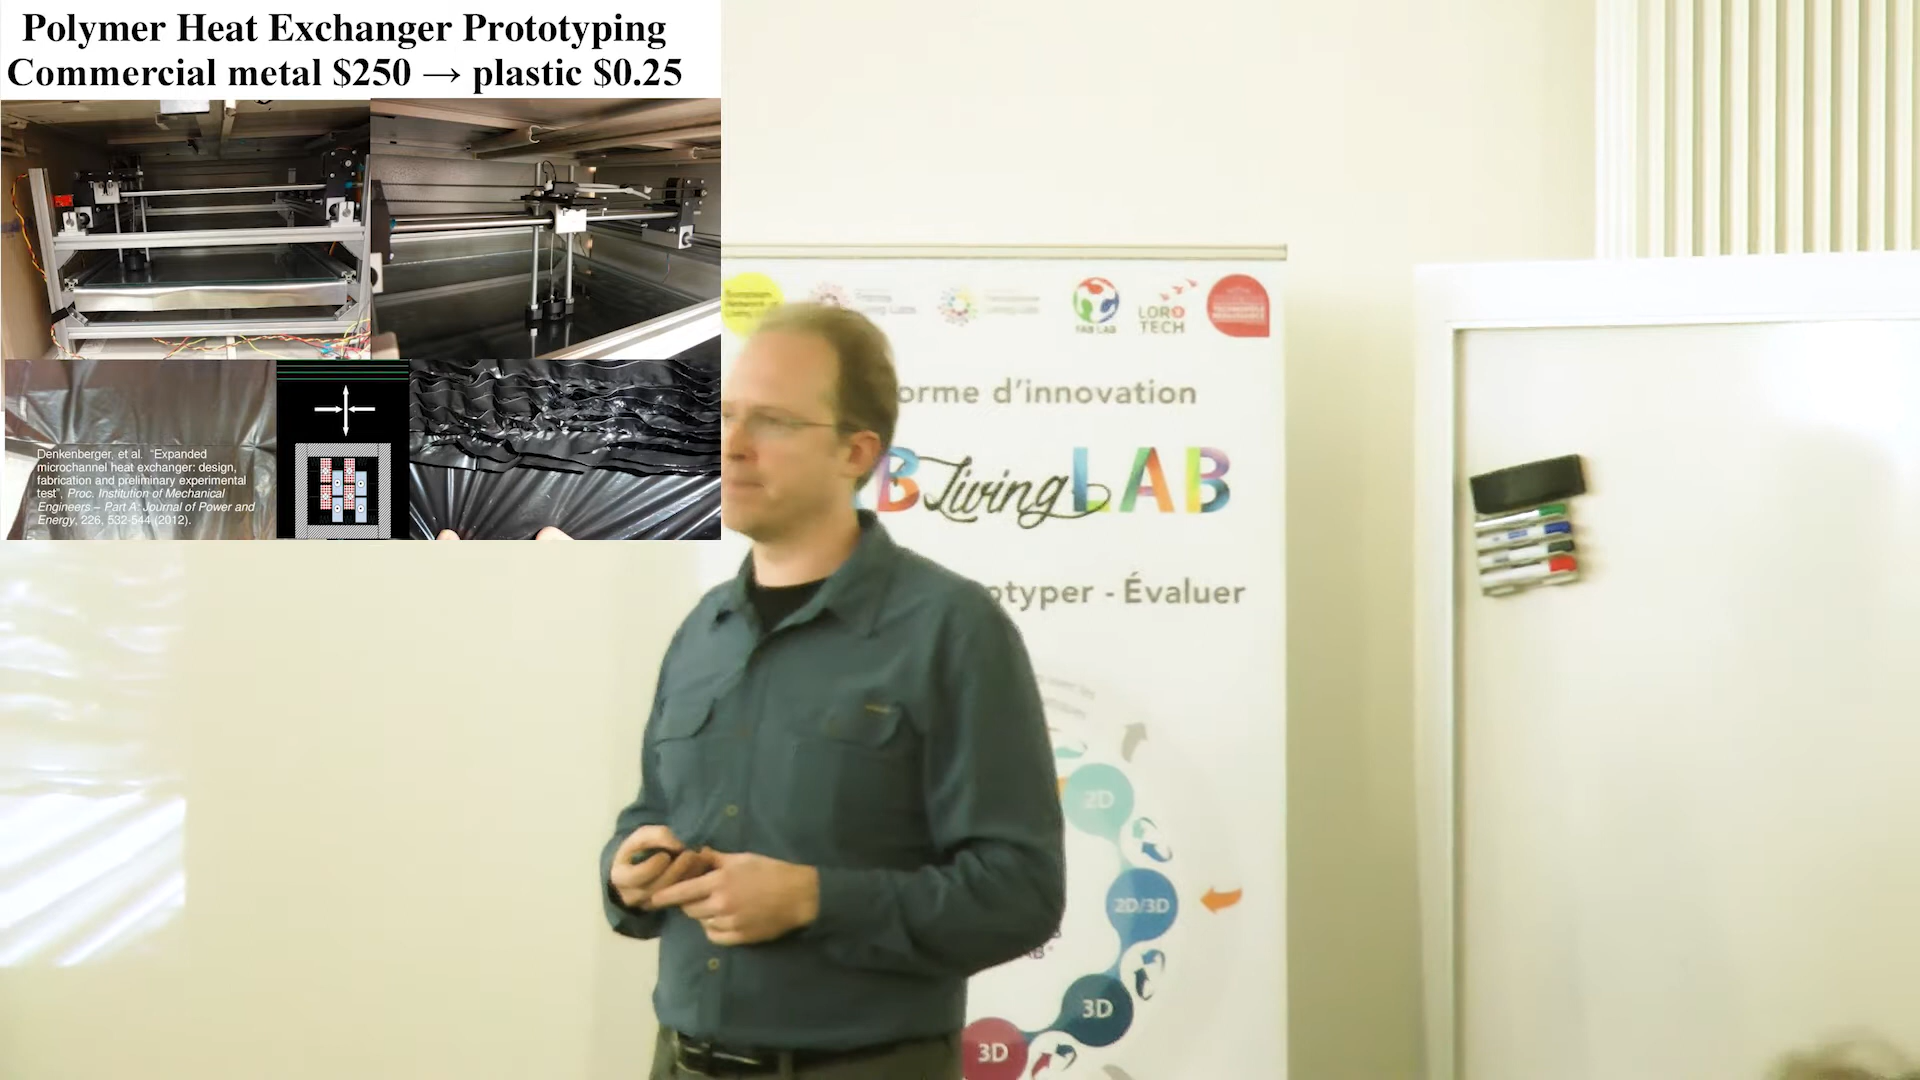 Polymer Heat Exchanger Prototyping
Commercial metal $250 → plastic $0.25
Denkenberger, et al. "Expanded
microchannel heat exchanger: design,
fabrication and preliminary experimental
test", Proc. Institution of Mechanical
Engineers – Part A: Journal of Power and
Energy, 226, 532-544 (2012).
FAB LAB
LORO
TECH
orme d'innovation
B Living LAB
otyper - Évaluer
2D
2D/3D
3D
3D